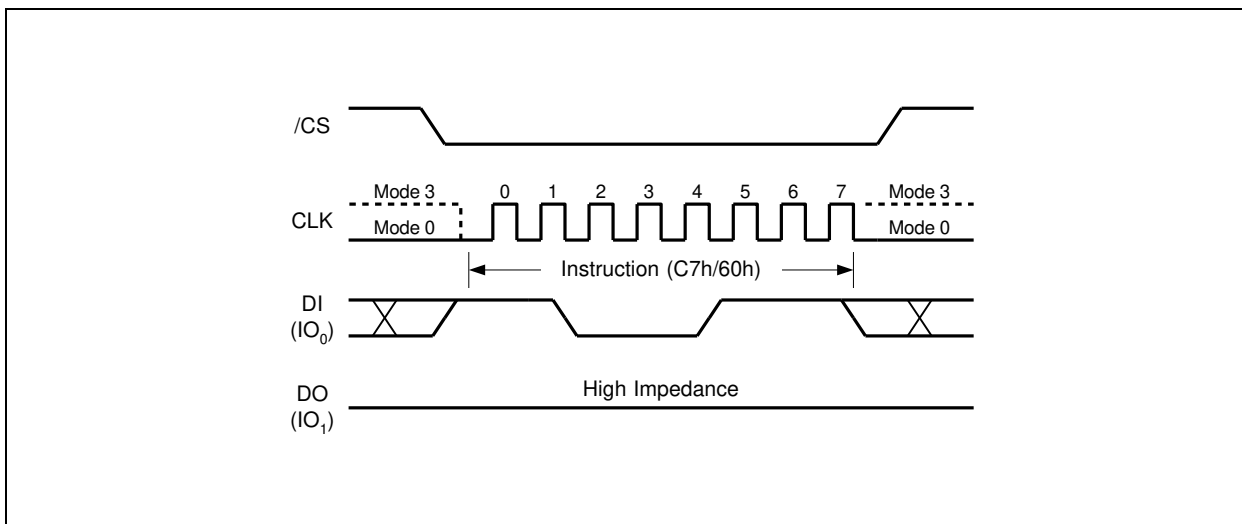 /CS
Mode 3 0 1 2 3 4 5 6 7 Mode 3
CLK
Mode 0 Mode 0
Instruction (C7h/60h)
DI
(IO0)
High Impedance
DO
(IO1)